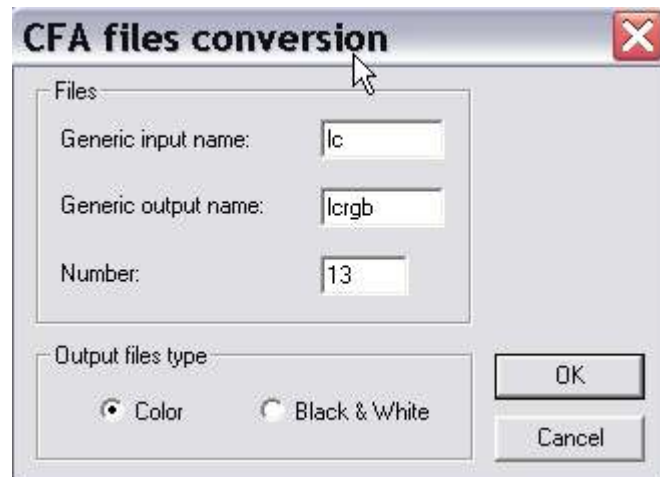 CFA files conversion
Files
Generic input name: lc
Generic output name: lcrgb
Number: 13
Output files type
Color Black & White
OK
Cancel